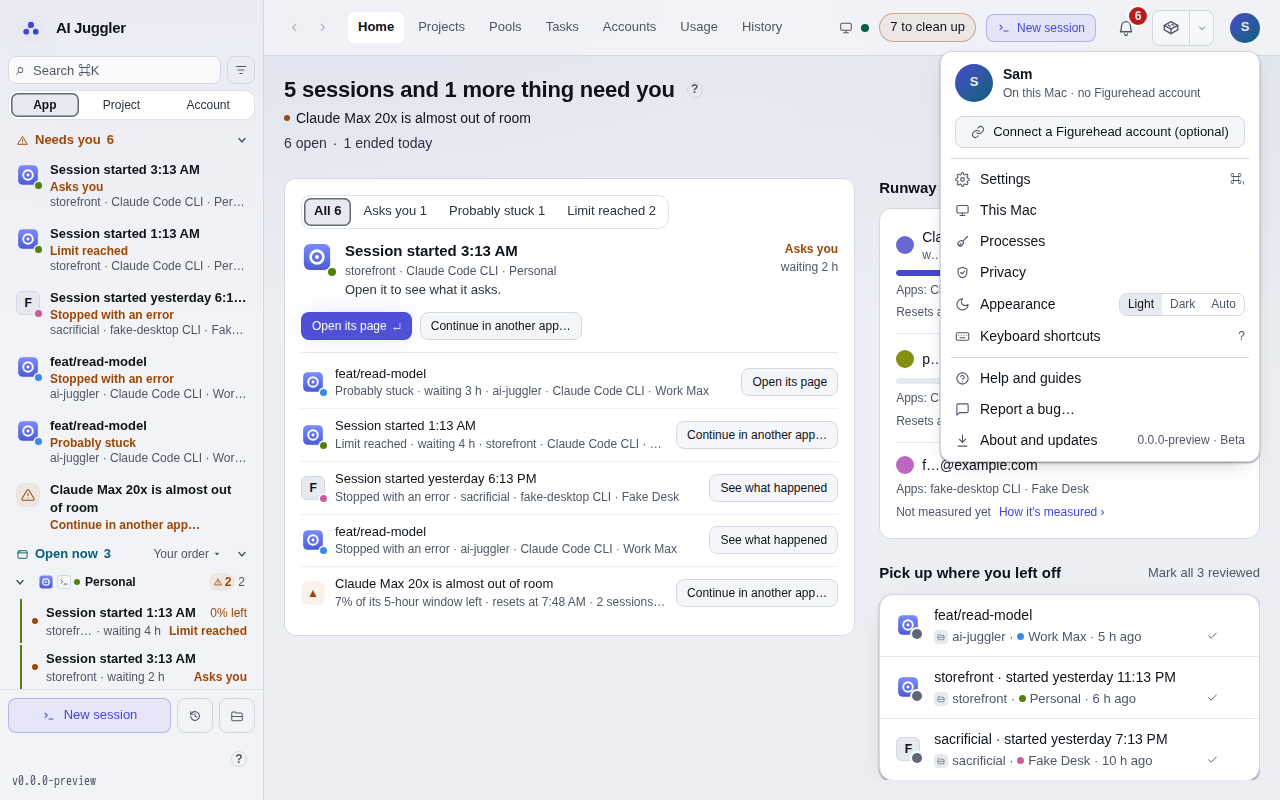 AI Juggler
Search ⌘K
App
Project
Account
Needs you 6
Session started 3:13 AM
Asks you
storefront · Claude Code CLI · Per…
Session started 1:13 AM
Limit reached
storefront · Claude Code CLI · Per…
F
Session started yesterday 6:1…
Stopped with an error
sacrificial · fake-desktop CLI · Fak…
feat/read-model
Stopped with an error
ai-juggler · Claude Code CLI · Wor…
feat/read-model
Probably stuck
ai-juggler · Claude Code CLI · Wor…
Claude Max 20x is almost out
of room
Continue in another app…
Open now 3
Your order
Personal
2 2
Session started 1:13 AM 0% left
storefr… · waiting 4 h Limit reached
Session started 3:13 AM
storefront · waiting 2 h Asks you
New session
?
v0.0.0-preview
Home
Projects
Pools
Tasks
Accounts
Usage
History
7 to clean up
New session
6
S
5 sessions and 1 more thing need you ?
Claude Max 20x is almost out of room
6 open · 1 ended today
All 6
Asks you 1
Probably stuck 1
Limit reached 2
Session started 3:13 AM
Asks you
storefront · Claude Code CLI · Personal
waiting 2 h
Open it to see what it asks.
Open its page ↵
Continue in another app…
feat/read-model
Probably stuck · waiting 3 h · ai-juggler · Claude Code CLI · Work Max
Open its page
Session started 1:13 AM
Limit reached · waiting 4 h · storefront · Claude Code CLI · …
Continue in another app…
F
Session started yesterday 6:13 PM
Stopped with an error · sacrificial · fake-desktop CLI · Fake Desk
See what happened
feat/read-model
Stopped with an error · ai-juggler · Claude Code CLI · Work Max
See what happened
Claude Max 20x is almost out of room
7% of its 5-hour window left · resets at 7:48 AM · 2 sessions…
Continue in another app…
Runway
Cla
w…
Apps: C
Resets a
p…
Apps: C
Resets a
f…@example.com
Apps: fake-desktop CLI · Fake Desk
Not measured yet How it's measured ›
S
Sam
On this Mac · no Figurehead account
Connect a Figurehead account (optional)
Settings ⌘,
This Mac
Processes
Privacy
Appearance Light Dark Auto
Keyboard shortcuts ?
Help and guides
Report a bug…
About and updates 0.0.0-preview · Beta
Pick up where you left off
Mark all 3 reviewed
feat/read-model
ai-juggler · Work Max · 5 h ago
storefront · started yesterday 11:13 PM
storefront · Personal · 6 h ago
F
sacrificial · started yesterday 7:13 PM
sacrificial · Fake Desk · 10 h ago